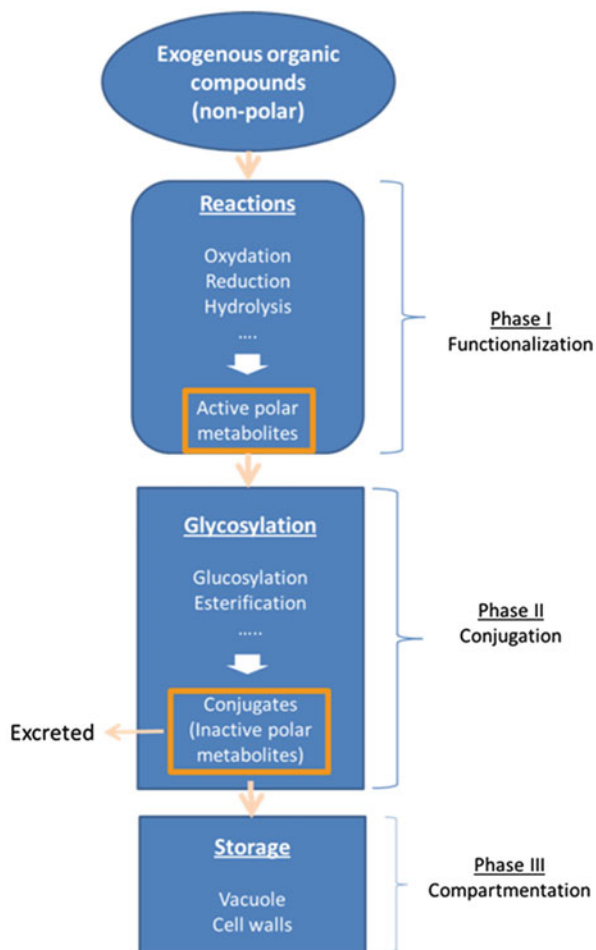 Exogenous organic
compounds
(non-polar)
Reactions
Oxydation
Reduction
Hydrolysis
....
Active polar
metabolites
Phase I
Functionalization
Glycosylation
Glucosylation
Esterification
.....
Conjugates
(Inactive polar
metabolites)
Excreted
Phase II
Conjugation
Storage
Vacuole
Cell walls
Phase III
Compartmentation